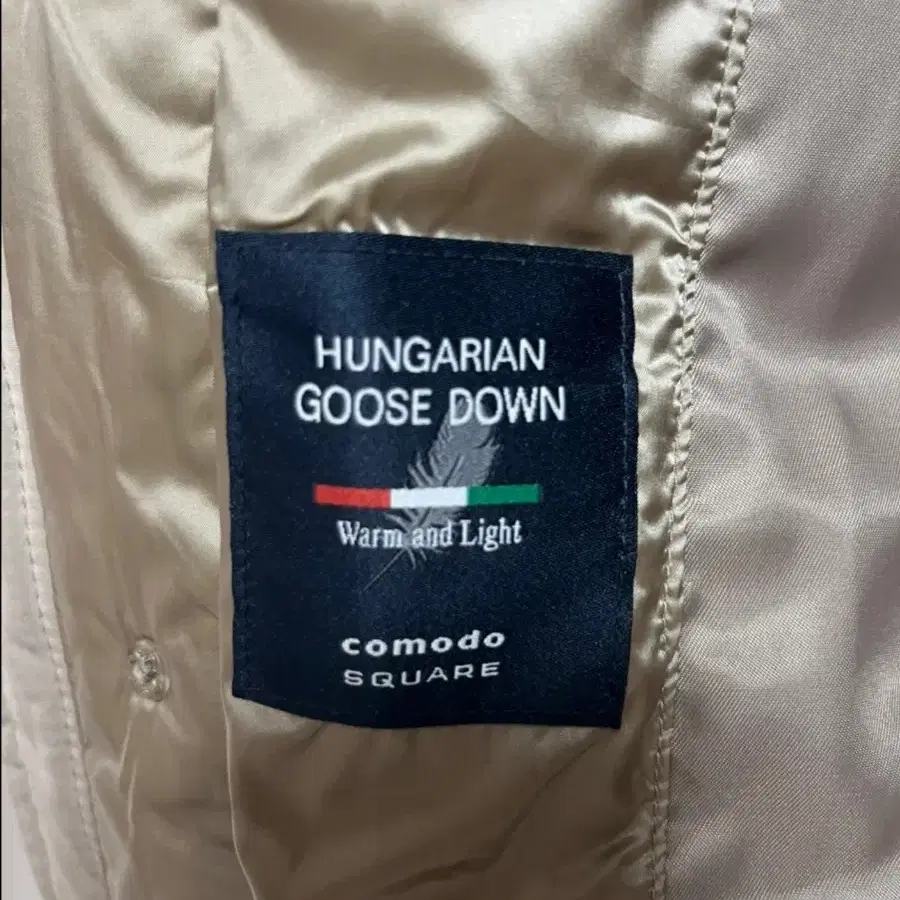 HUNGARIAN
GOOSE DOWN
Warm and Light
comodo
SQUARE